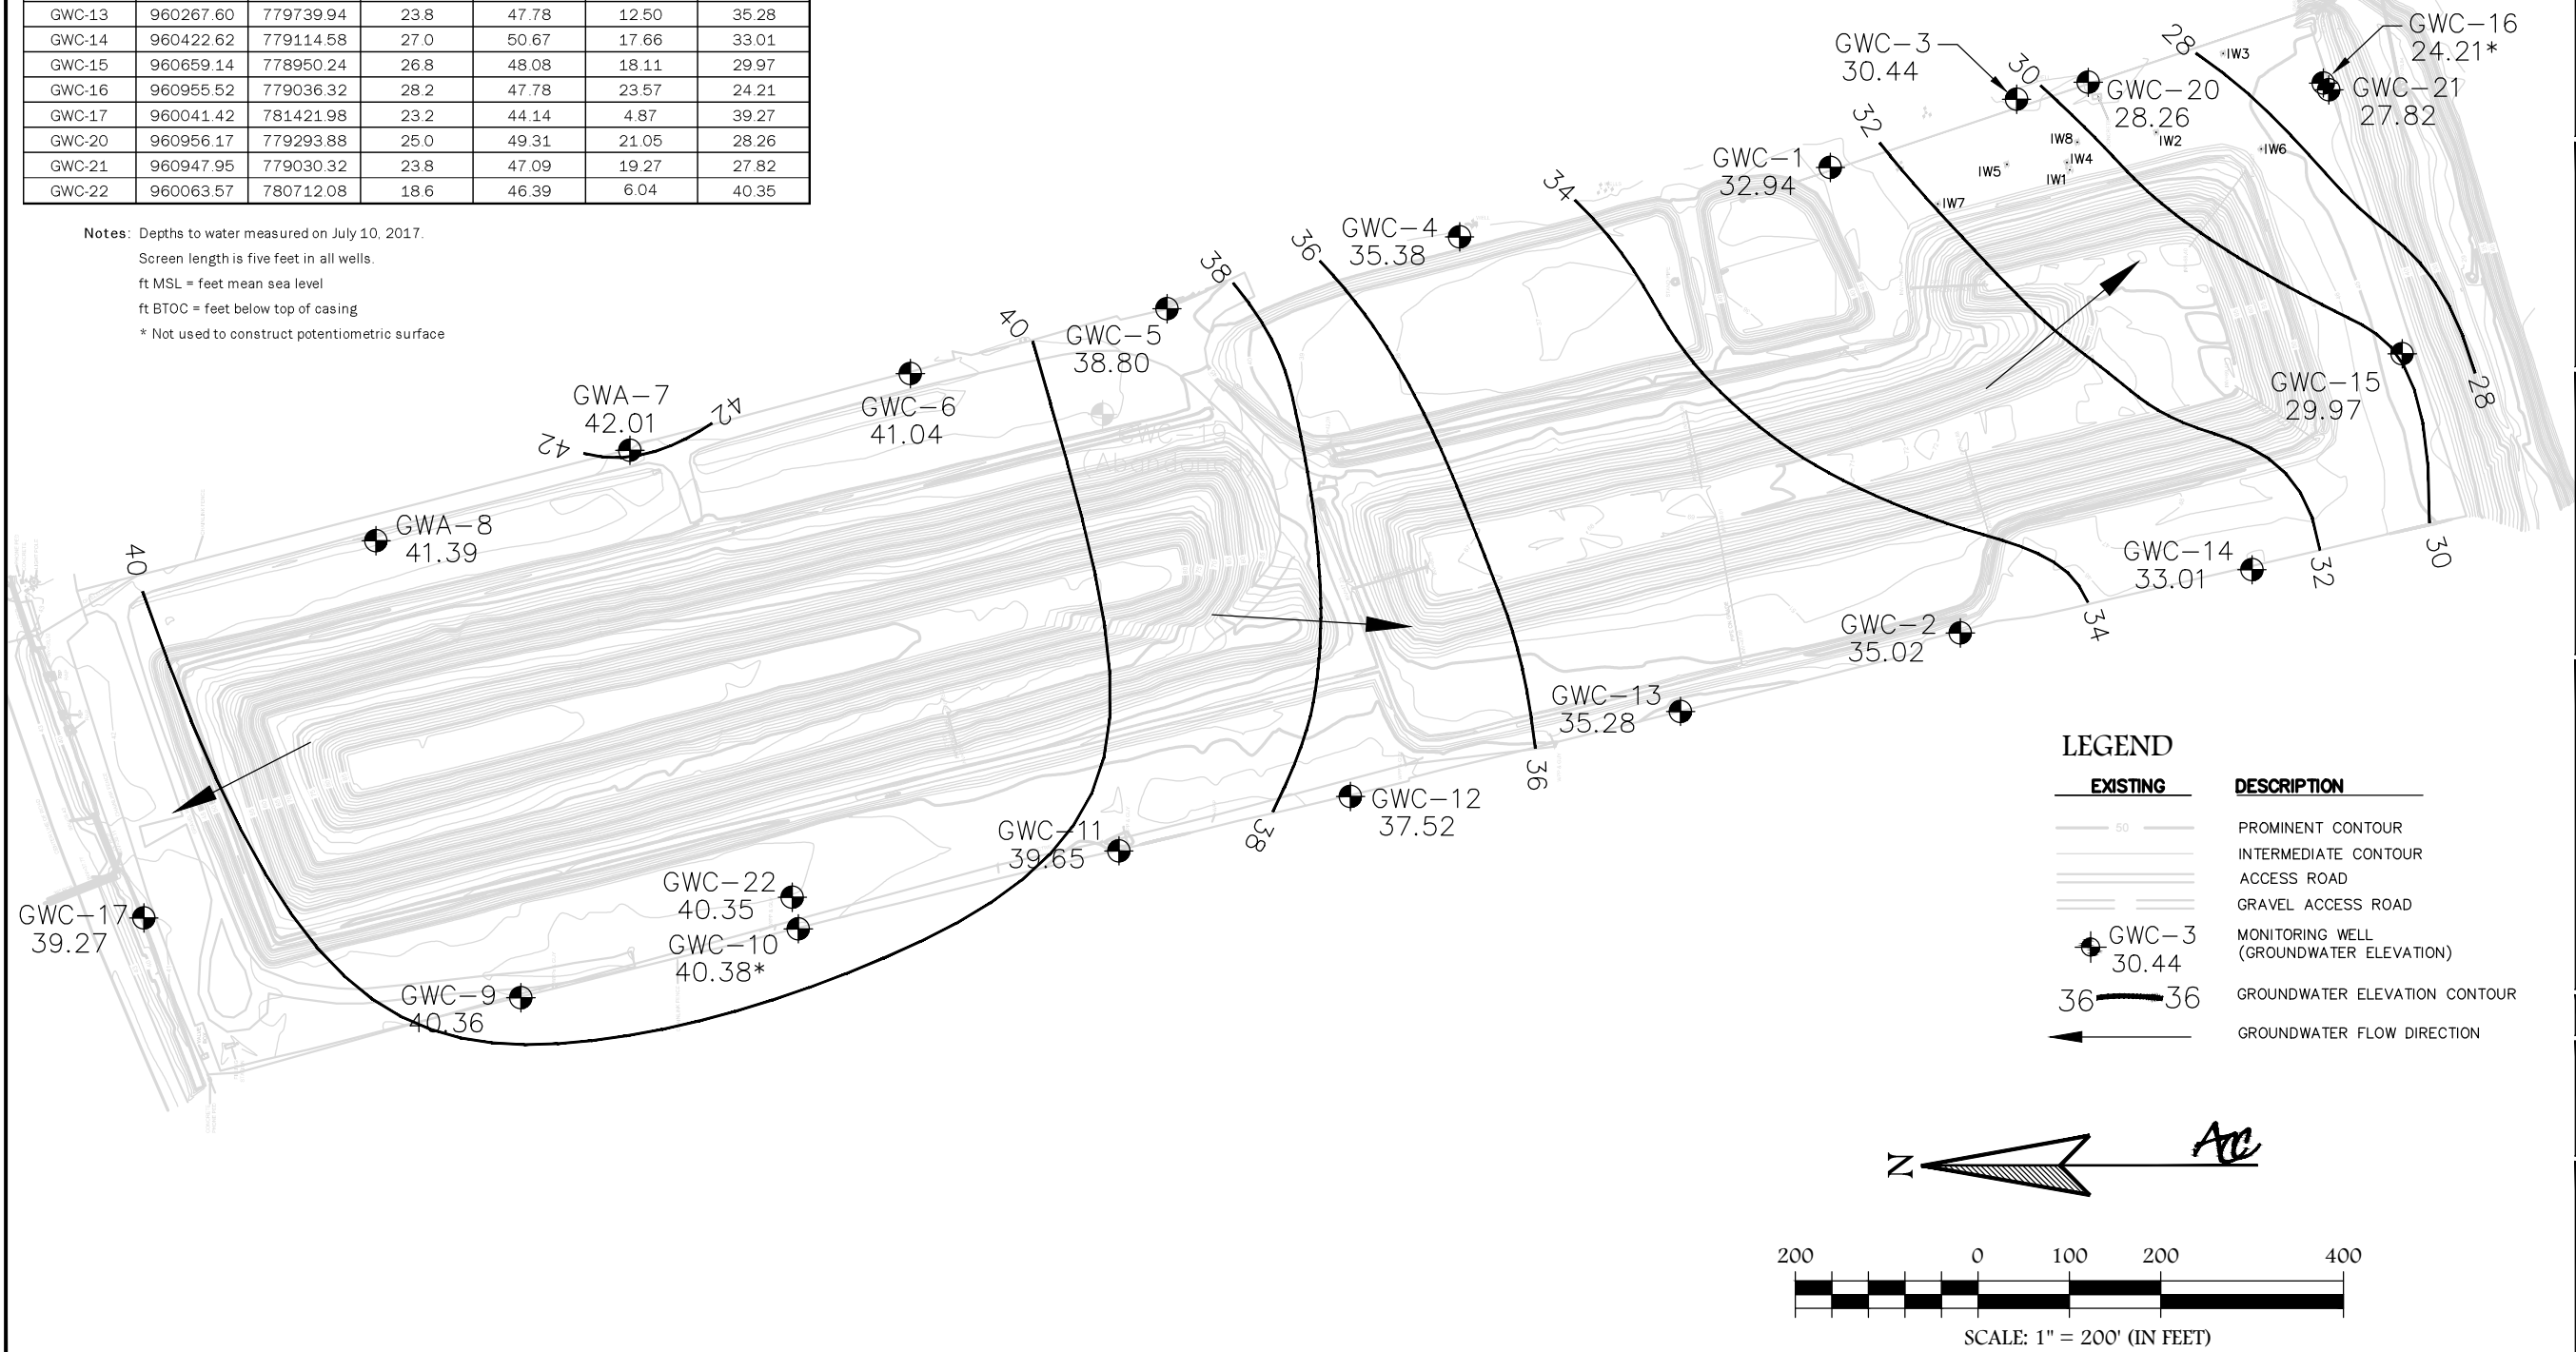 GWC-13 960267.60 779739.94 23.8 47.78 12.50 35.28
GWC-14 960422.62 779114.58 27.0 50.67 17.66 33.01
GWC-15 960659.14 778950.24 26.8 48.08 18.11 29.97
GWC-16 960955.52 779036.32 28.2 47.78 23.57 24.21
GWC-17 960041.42 781421.98 23.2 44.14 4.87 39.27
GWC-20 960956.17 779293.88 25.0 49.31 21.05 28.26
GWC-21 960947.95 779030.32 23.8 47.09 19.27 27.82
GWC-22 960063.57 780712.08 18.6 46.39 6.04 40.35
Notes: Depths to water measured on July 10, 2017.
Screen length is five feet in all wells.
ft MSL = feet mean sea level
ft BTOC = feet below top of casing
* Not used to construct potentiometric surface
GWC-16
24.21*
GWC-3
30.44
28
IW3
30
GWC-20
28.26
GWC-21
27.82
32
IW8
IW2
IW4
IW6
IW5
IW1
IW7
GWC-1
32.94
34
GWC-4
35.38
36
38
GWC-5
38.80
40
GWC-6
41.04
GWA-7
42.01
42
42
GWC-19
(Abandoned)
GWC-15
29.97
28
GWA-8
41.39
40
GWC-14
33.01
32
30
GWC-2
35.02
34
GWC-13
35.28
36
GWC-12
37.52
38
GWC-11
39.65
GWC-22
40.35
GWC-10
40.38*
GWC-17
39.27
GWC-9
40.36
LEGEND
EXISTING DESCRIPTION
50 PROMINENT CONTOUR
INTERMEDIATE CONTOUR
ACCESS ROAD
GRAVEL ACCESS ROAD
GWC-3 MONITORING WELL
30.44 (GROUNDWATER ELEVATION)
36 36 GROUNDWATER ELEVATION CONTOUR
GROUNDWATER FLOW DIRECTION
N
ACC
200 0 100 200 400
SCALE: 1" = 200' (IN FEET)